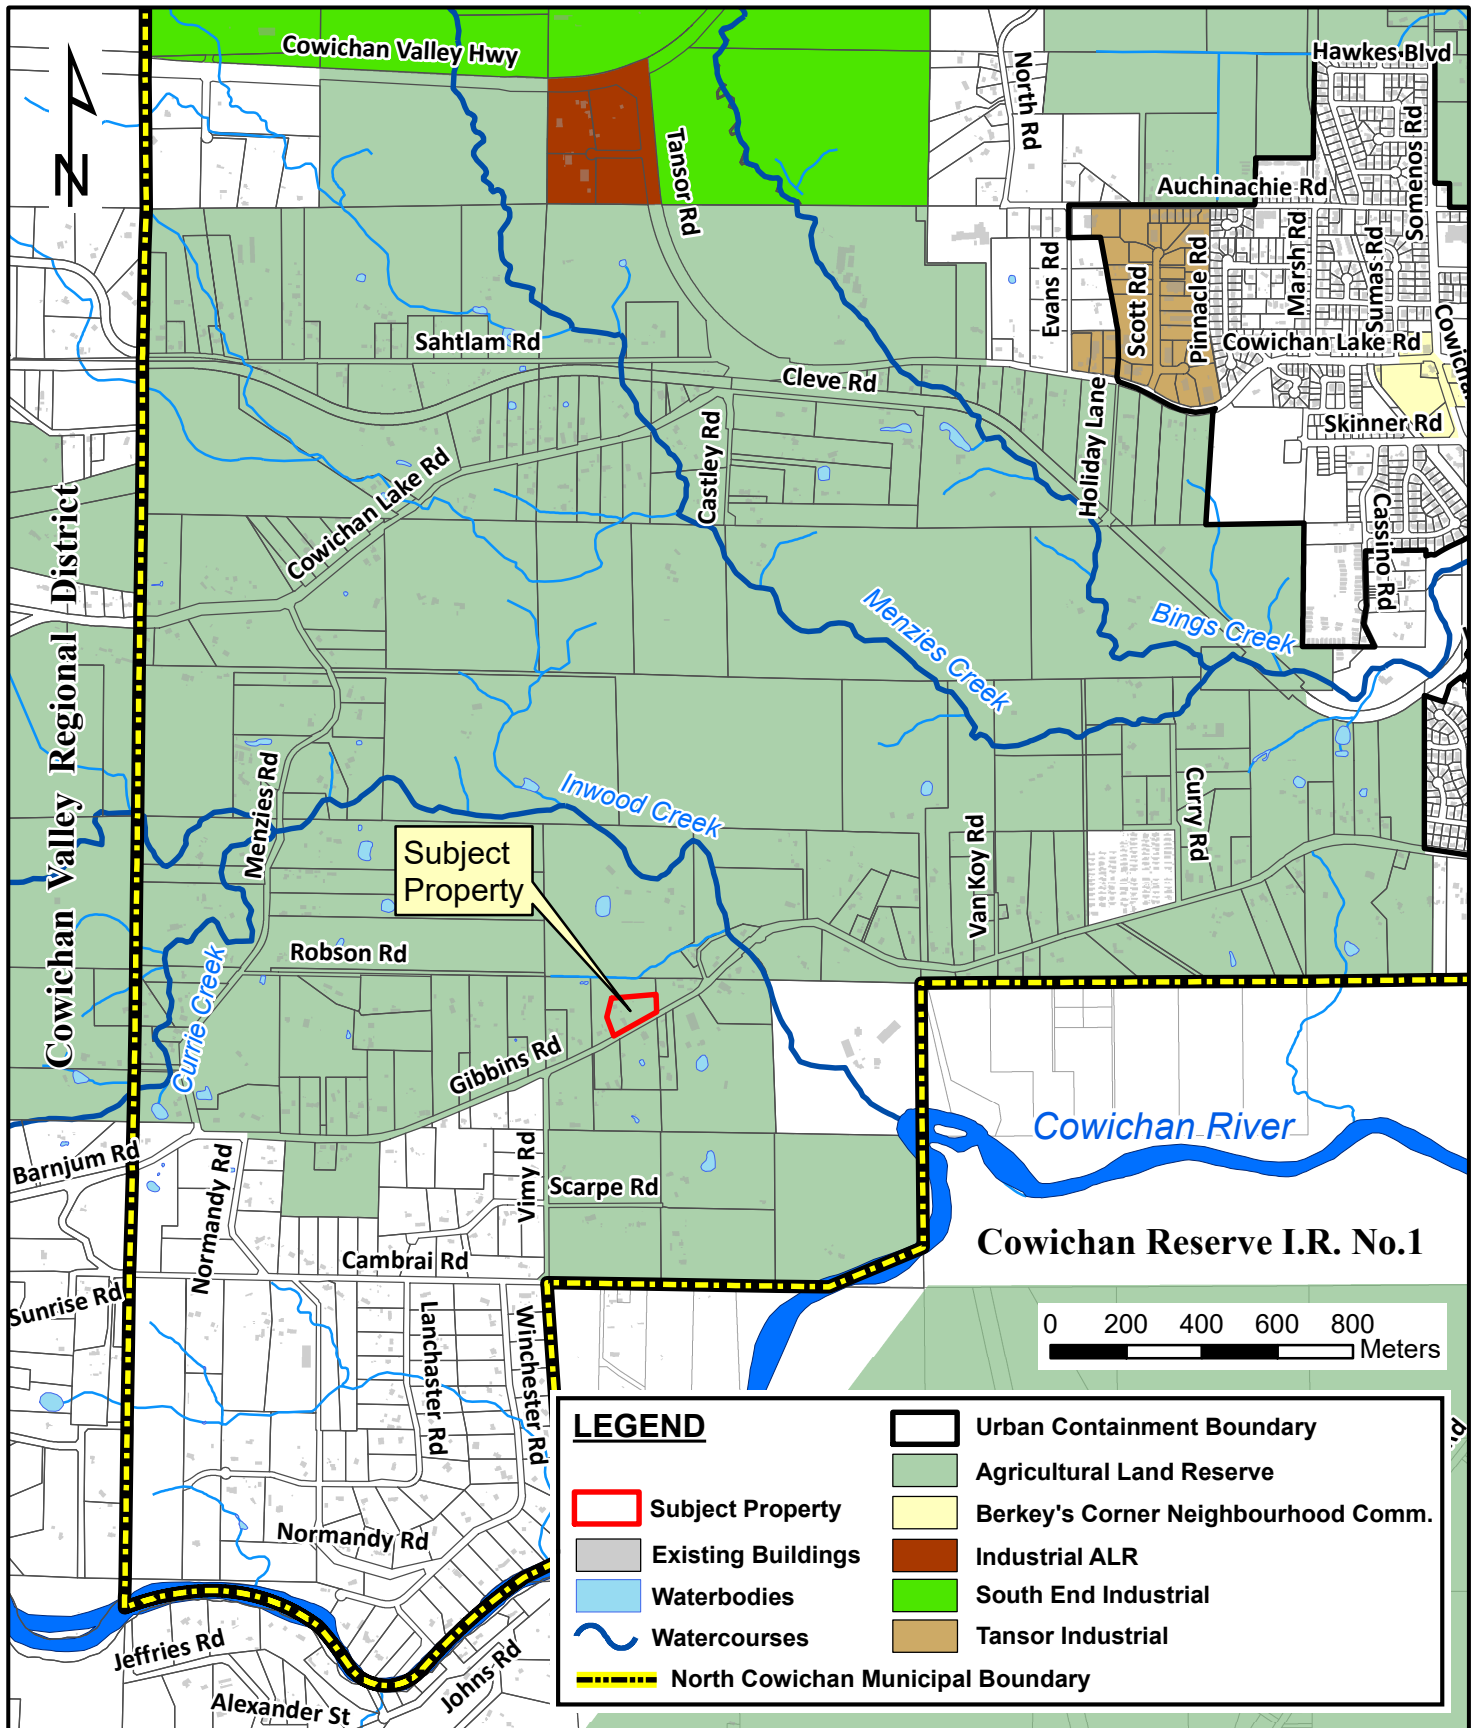 Cowichan Valley Hwy
Hawkes Blvd
North Rd
Tansor Rd
Somenos Rd
Auchinachie Rd
N
Evans Rd
Scott Rd
Pinnacle Rd
Marsh Rd
Sumas Rd
Sahtlam Rd
Cowichan Lake Rd
Cleve Rd
Holiday Lane
Castley Rd
Skinner Rd
Cowichan Lake Rd
Cassino Rd
Cowichan Valley Regional District
Menzies Creek
Bings Creek
Menzies Rd
Inwood Creek
Curry Rd
Van Koy Rd
Subject
Property
Robson Rd
Currie Creek
Gibbins Rd
Cowichan River
Barnjum Rd
Normandy Rd
Vimy Rd
Scarpe Rd
Cowichan Reserve I.R. No.1
Cambrai Rd
Sunrise Rd
Lanchaster Rd
Winchester Rd
0 200 400 600 800
Meters
Normandy Rd
Jeffries Rd
Alexander St
Johns Rd
LEGEND
Subject Property
Existing Buildings
Waterbodies
Watercourses
North Cowichan Municipal Boundary
Urban Containment Boundary
Agricultural Land Reserve
Berkey's Corner Neighbourhood Comm.
Industrial ALR
South End Industrial
Tansor Industrial